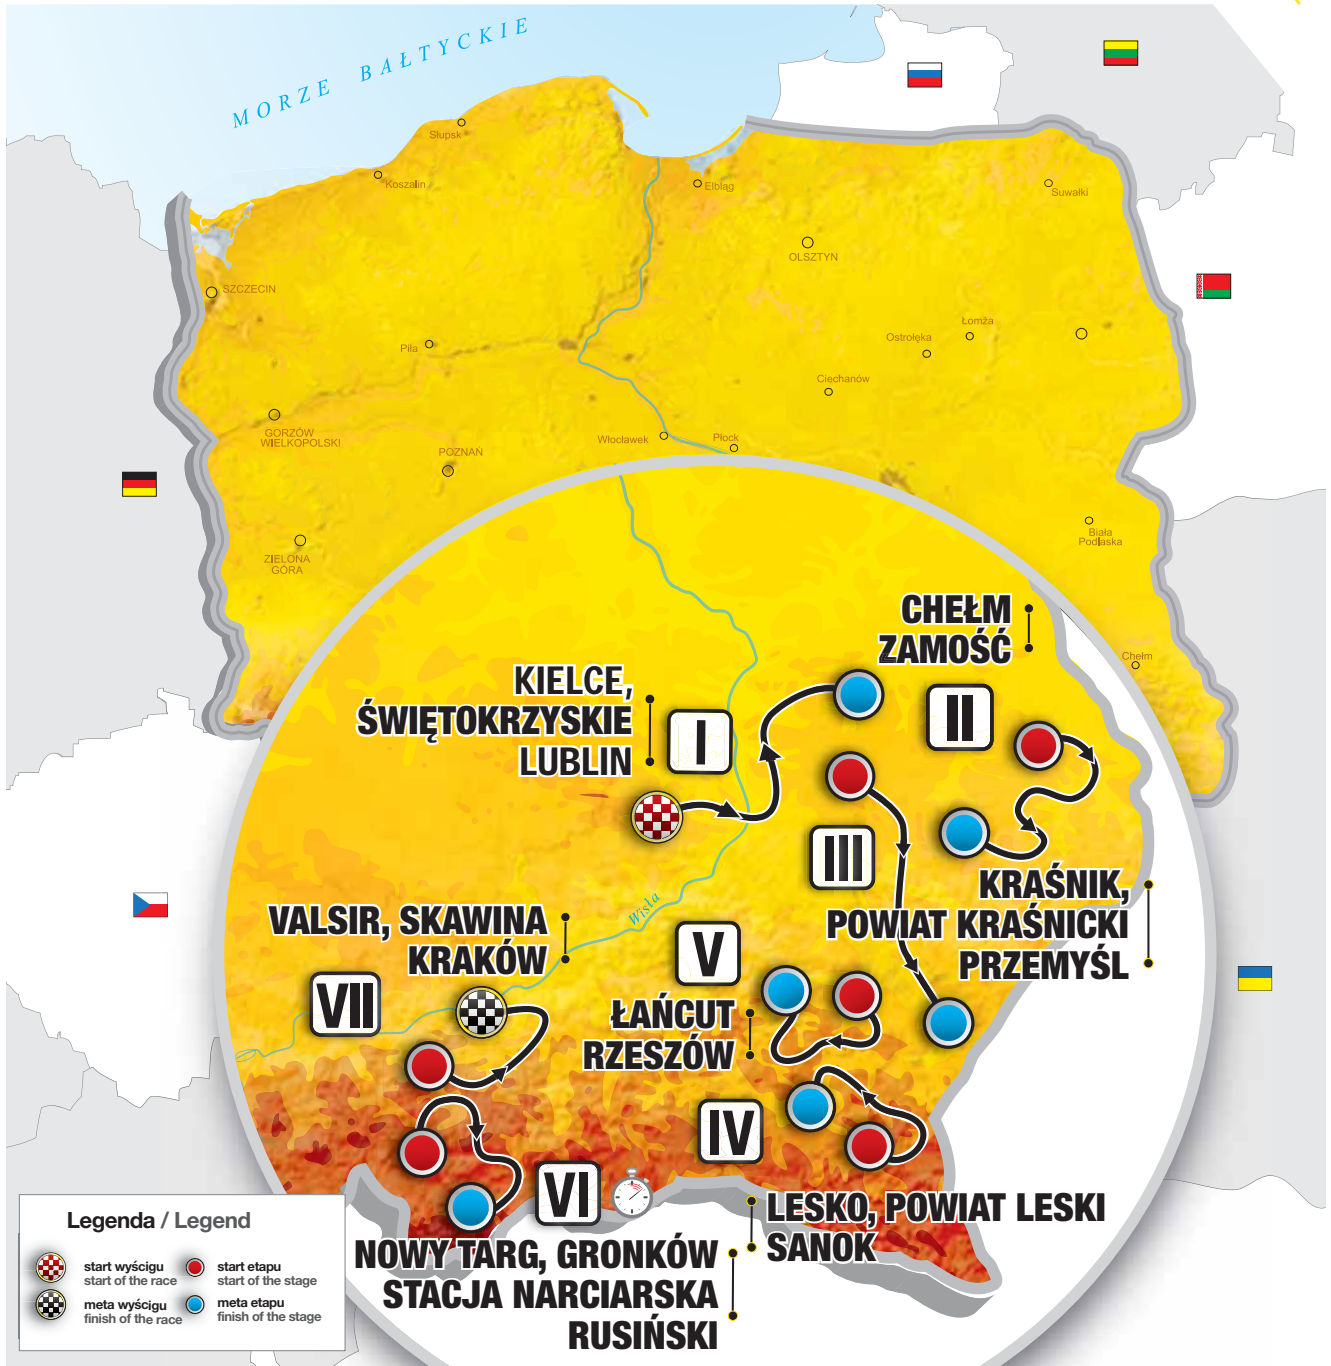 MORZE BAŁTYCKIE
Słupsk
Koszalin
Elbląg
Suwałki
OLSZTYN
SZCZECIN
Piła
Ostrołęka
Łomża
Ciechanów
GORZÓW
WIELKOPOLSKI
POZNAŃ
Włocławek
Płock
ZIELONA
GÓRA
Biała
Podlaska
Chełm
CHEŁM
ZAMOŚĆ
II
KIELCE,
ŚWIĘTOKRZYSKIE
LUBLIN
I
III
KRAŚNIK,
POWIAT KRAŚNICKI
PRZEMYŚL
Wisła
VALSIR, SKAWINA
KRAKÓW
VII
V
ŁAŃCUT
RZESZÓW
IV
VI
LESKO, POWIAT LESKI
SANOK
NOWY TARG, GRONKÓW
STACJA NARCIARSKA
RUSIŃSKI
Legenda / Legend
start wyścigu
start of the race
start etapu
start of the stage
meta wyścigu
finish of the race
meta etapu
finish of the stage